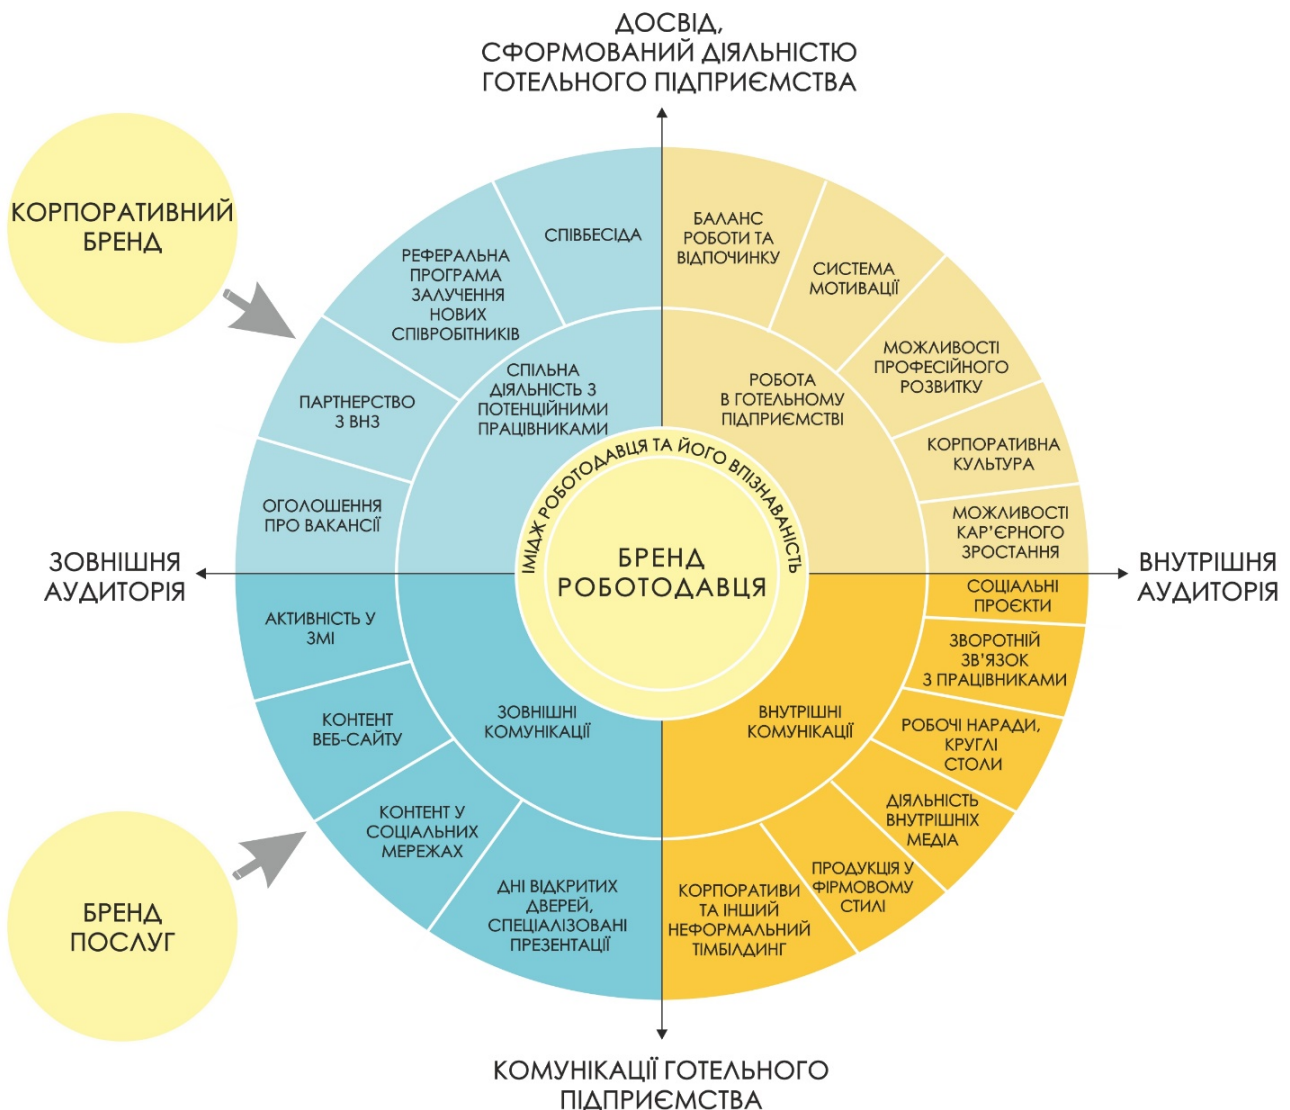 ДОСВІД,
СФОРМОВАНИЙ ДІЯЛЬНІСТЮ
ГОТЕЛЬНОГО ПІДПРИЄМСТВА
КОРПОРАТИВНИЙ
БРЕНД
СПІВБЕСІДА
РЕФЕРАЛЬНА
ПРОГРАМА
ЗАЛУЧЕННЯ
НОВИХ
СПІВРОБІТНИКІВ
ПАРТНЕРСТВО
З ВНЗ
ОГОЛОШЕННЯ
ПРО ВАКАНСІЇ
СПІЛЬНА
ДІЯЛЬНІСТЬ З
ПОТЕНЦІЙНИМИ
ПРАЦІВНИКАМИ
БАЛАНС
РОБОТИ ТА
ВІДПОЧИНКУ
СИСТЕМА
МОТИВАЦІЇ
МОЖЛИВОСТІ
ПРОФЕСІЙНОГО
РОЗВИТКУ
КОРПОРАТИВНА
КУЛЬТУРА
МОЖЛИВОСТІ
КАР’ЄРНОГО
ЗРОСТАННЯ
РОБОТА
В ГОТЕЛЬНОМУ
ПІДПРИЄМСТВІ
ІМІДЖ РОБОТОДАВЦЯ ТА ЙОГО ВПІЗНАВАНІСТЬ
БРЕНД
РОБОТОДАВЦЯ
ЗОВНІШНЯ
АУДИТОРІЯ
ВНУТРІШНЯ
АУДИТОРІЯ
АКТИВНІСТЬ У
ЗМІ
КОНТЕНТ
ВЕБ-САЙТУ
КОНТЕНТ У
СОЦІАЛЬНИХ
МЕРЕЖАХ
ДНІ ВІДКРИТИХ
ДВЕРЕЙ,
СПЕЦІАЛІЗОВАНІ
ПРЕЗЕНТАЦІЇ
ЗОВНІШНІ
КОМУНІКАЦІЇ
ВНУТРІШНІ
КОМУНІКАЦІЇ
СОЦІАЛЬНІ
ПРОЄКТИ
ЗВОРОТНІЙ
ЗВ’ЯЗОК
З ПРАЦІВНИКАМИ
РОБОЧІ НАРАДИ,
КРУГЛІ
СТОЛИ
ДІЯЛЬНІСТЬ
ВНУТРІШНІХ
МЕДІА
ПРОДУКЦІЯ У
ФІРМОВОМУ
СТИЛІ
КОРПОРАТИВИ
ТА ІНШИЙ
НЕФОРМАЛЬНИЙ
ТІМБІЛДИНГ
БРЕНД
ПОСЛУГ
КОМУНІКАЦІЇ ГОТЕЛЬНОГО
ПІДПРИЄМСТВА